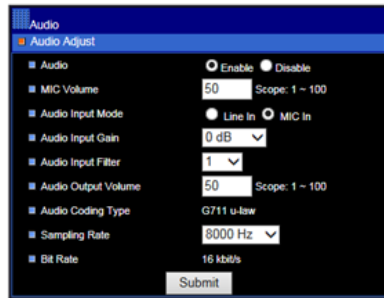 Audio
Audio Adjust
Audio Enable Disable
MIC Volume 50 Scope: 1 ~ 100
Audio Input Mode Line In MIC In
Audio Input Gain 0 dB
Audio Input Filter 1
Audio Output Volume 50 Scope: 1 ~ 100
Audio Coding Type G711 u-law
Sampling Rate 8000 Hz
Bit Rate 16 kbit/s
Submit